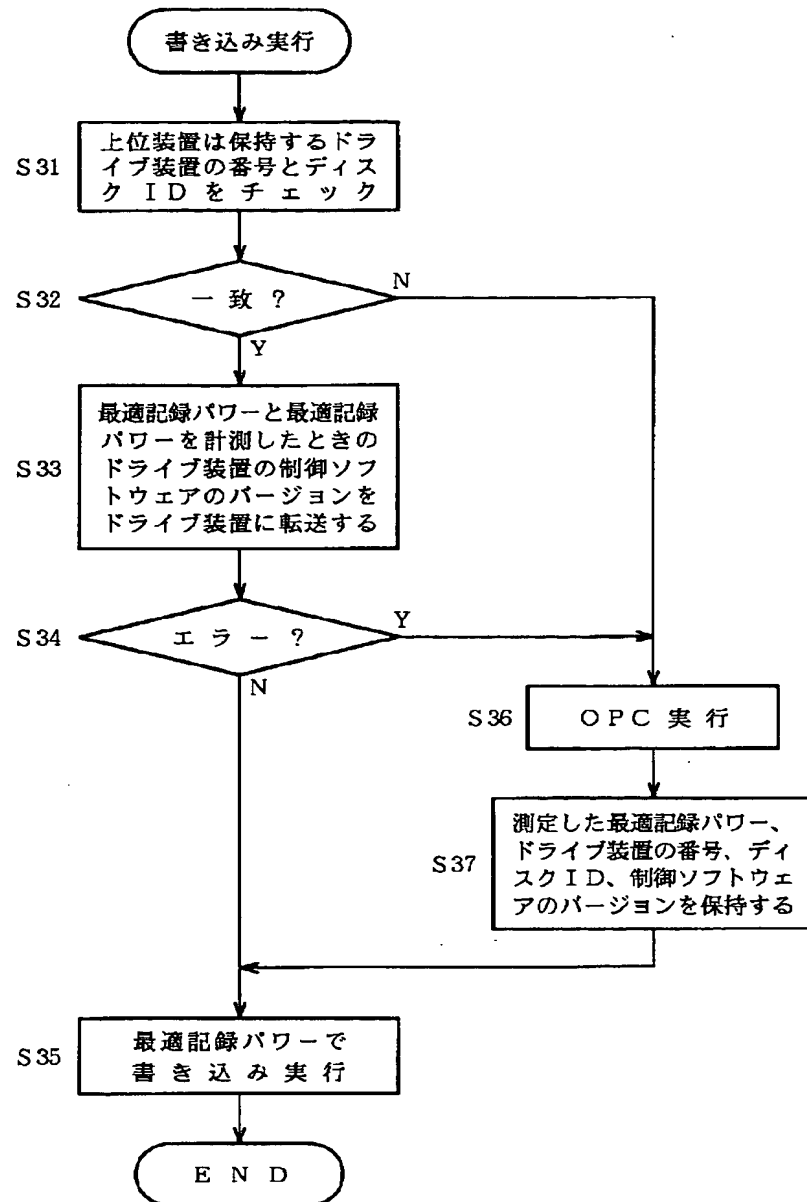 書き込み実行
S31
上位装置は保持するドラ
イブ装置の番号とディス
ク IDをチェック
S32
一致?
N
Y
S33
最適記録パワーと最適記録
パワーを計測したときの
ドライブ装置の制御ソフ
トウェアのバージョンを
ドライブ装置に転送する
S34
エラー?
Y
N
S36
OPC 実行
S37
測定した最適記録パワー、
ドライブ装置の番号、ディ
スクID、制御ソフトウェ
アのバージョンを保持する
S35
最適記録パワーで
書き込み実行
END